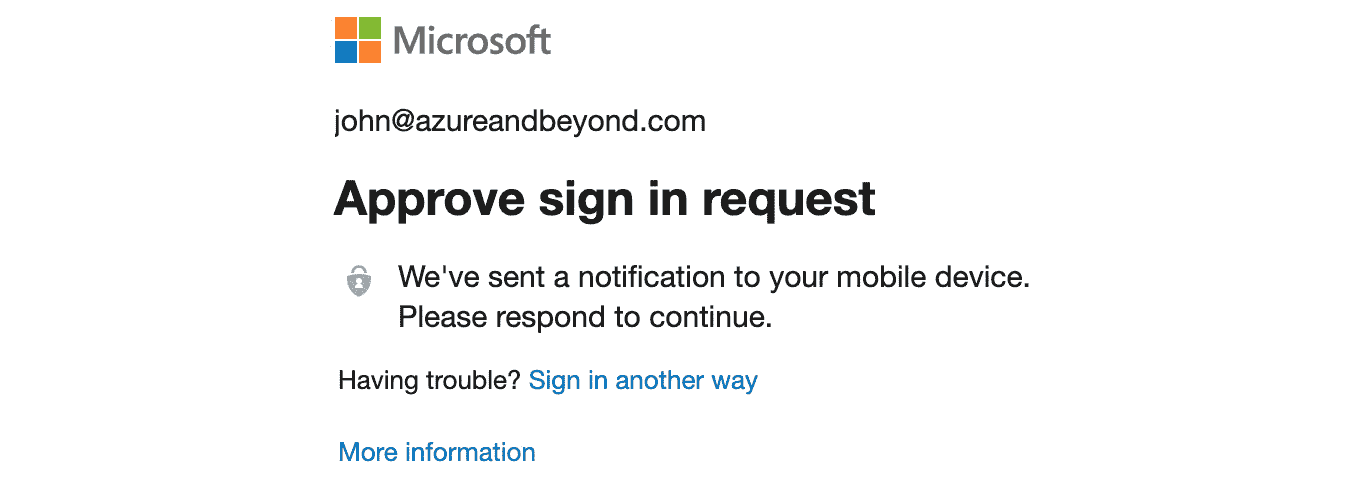 Microsoft
john@azureandbeyond.com
Approve sign in request
We've sent a notification to your mobile device.
Please respond to continue.
Having trouble? Sign in another way
More information